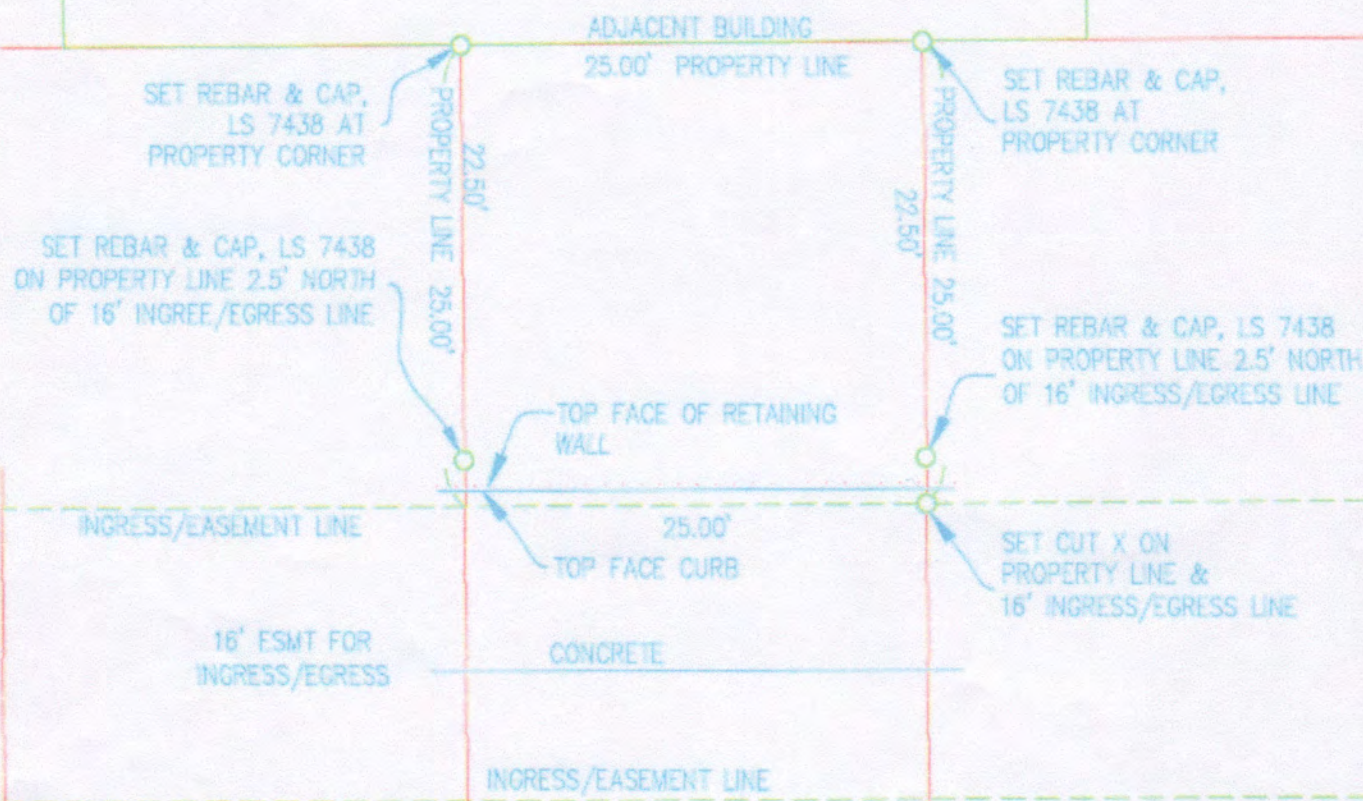 ADJACENT BUILDING
25.00' PROPERTY LINE
SET REBAR & CAP,
LS 7438 AT
PROPERTY CORNER
SET REBAR & CAP,
LS 7438 AT
PROPERTY CORNER
PROPERTY LINE 25.00'
22.50'
22.50'
PROPERTY LINE 25.00'
SET REBAR & CAP, LS 7438
ON PROPERTY LINE 2.5' NORTH
OF 16' INGREE/EGRESS LINE
SET REBAR & CAP, LS 7438
ON PROPERTY LINE 2.5' NORTH
OF 16' INGRESS/EGRESS LINE
TOP FACE OF RETAINING
WALL
INGRESS/EASEMENT LINE
25.00'
TOP FACE CURB
SET CUT X ON
PROPERTY LINE &
16' INGRESS/EGRESS LINE
16' ESMT FOR
INGRESS/EGRESS
CONCRETE
INGRESS/EASEMENT LINE